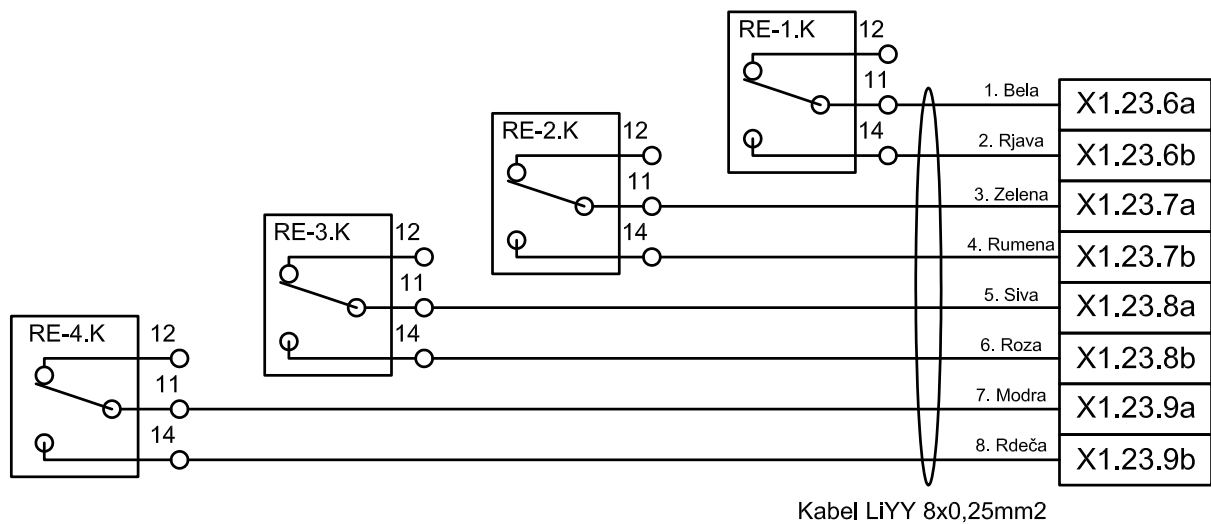 RE-1.K
12
11
14
1. Bela
X1.23.6a
2. Rjava
X1.23.6b
RE-2.K
12
11
14
3. Zelena
X1.23.7a
4. Rumena
X1.23.7b
RE-3.K
12
11
14
5. Siva
X1.23.8a
6. Roza
X1.23.8b
RE-4.K
12
11
14
7. Modra
X1.23.9a
8. Rdeča
X1.23.9b
Kabel LiYY 8x0,25mm2